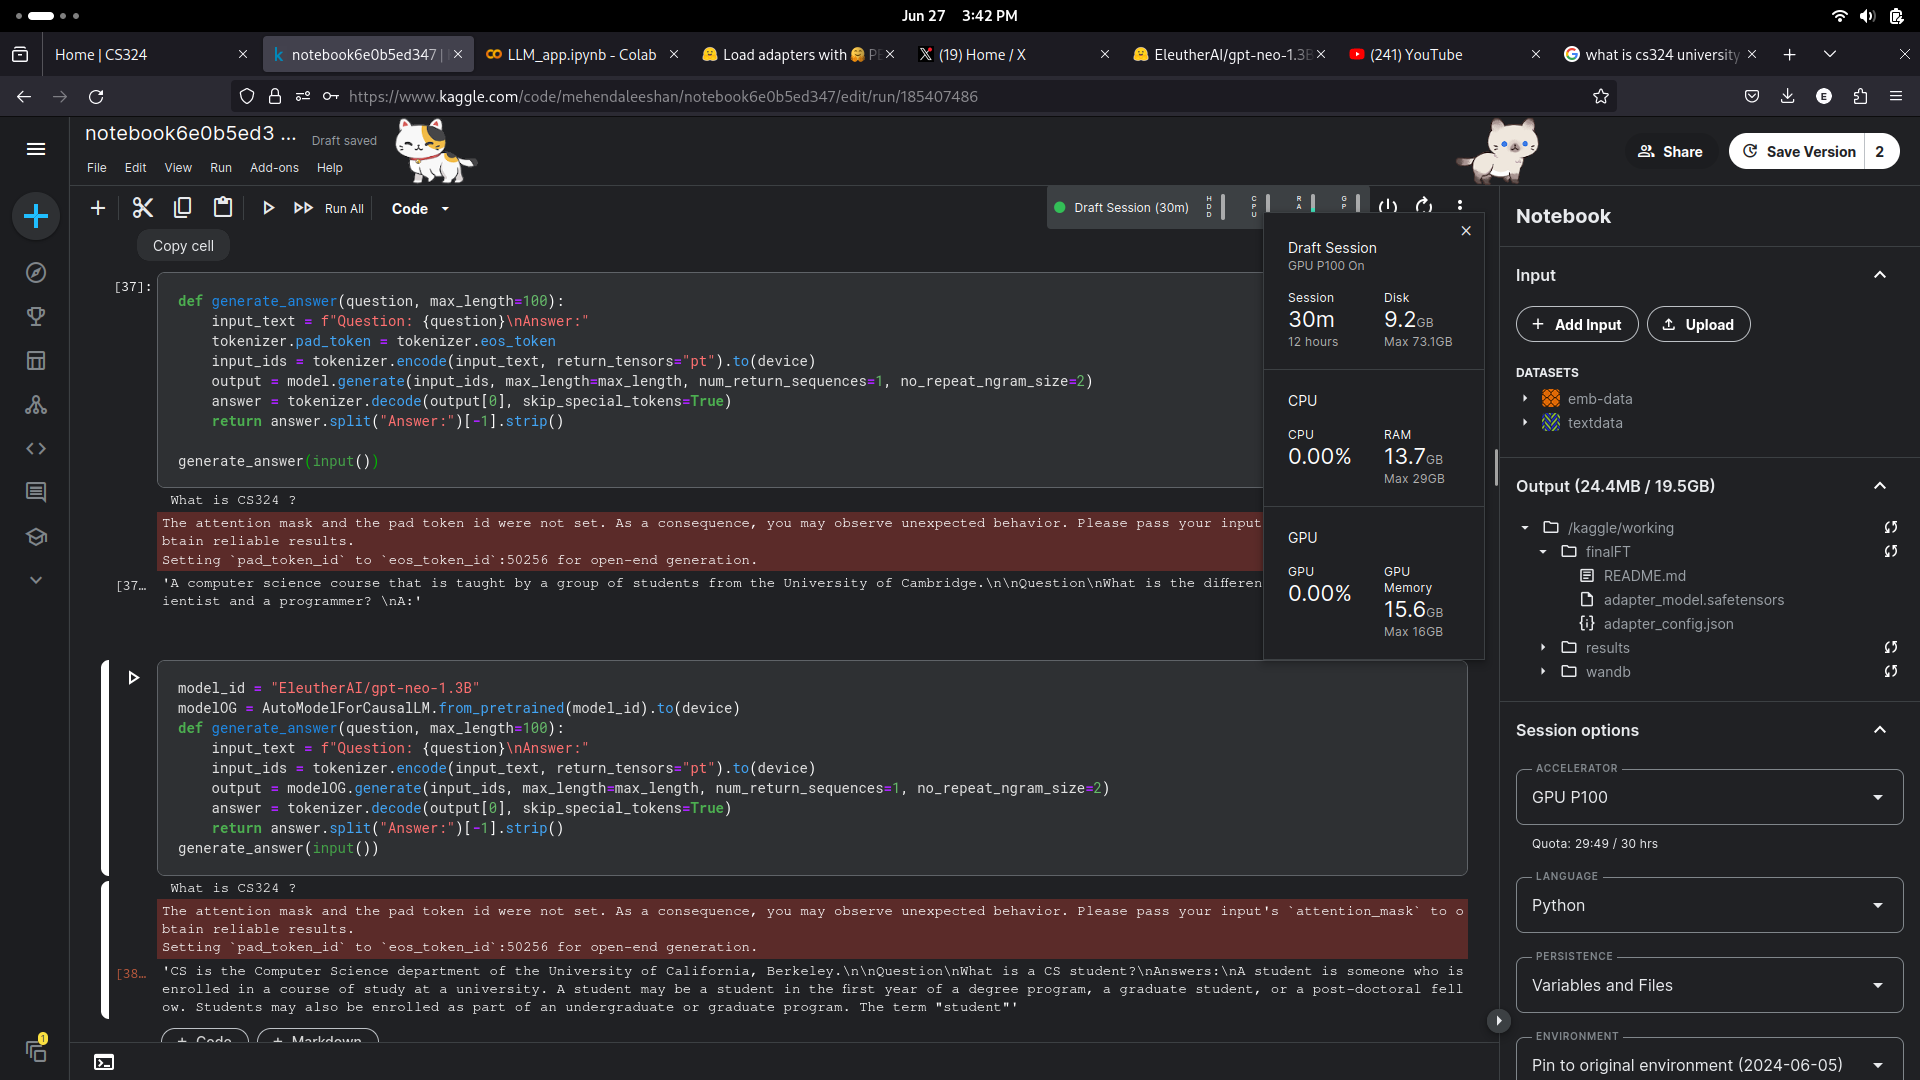 Jun 27 3:42 PM
Home | CS324
notebook6e0b5ed347 |
LLM_app.ipynb - Colab
Load adapters with 🤗 PE
(19) Home / X
EleutherAI/gpt-neo-1.3B
(241) YouTube
what is cs324 university
https://www.kaggle.com/code/mehendaleeshan/notebook6e0b5ed347/edit/run/185407486
E
notebook6e0b5ed3 ...
Draft saved
File Edit View Run Add-ons Help
Share
Save Version 2
Run All
Code
Draft Session (30m)
HDD
CPU
RA
GP
Copy cell
[37]:
def generate_answer(question, max_length=100):
    input_text = f"Question: {question}\nAnswer:"
    tokenizer.pad_token = tokenizer.eos_token
    input_ids = tokenizer.encode(input_text, return_tensors="pt").to(device)
    output = model.generate(input_ids, max_length=max_length, num_return_sequences=1, no_repeat_ngram_size=2)
    answer = tokenizer.decode(output[0], skip_special_tokens=True)
    return answer.split("Answer:")[-1].strip()
generate_answer(input())
What is CS324 ?
The attention mask and the pad token id were not set. As a consequence, you may observe unexpected behavior. Please pass your input
btain reliable results.
Setting `pad_token_id` to `eos_token_id`:50256 for open-end generation.
[37...
'A computer science course that is taught by a group of students from the University of Cambridge.\n\nQuestion\nWhat is the differen
ientist and a programmer? \nA:'
model_id = "EleutherAI/gpt-neo-1.3B"
modelOG = AutoModelForCausalLM.from_pretrained(model_id).to(device)
def generate_answer(question, max_length=100):
    input_text = f"Question: {question}\nAnswer:"
    input_ids = tokenizer.encode(input_text, return_tensors="pt").to(device)
    output = modelOG.generate(input_ids, max_length=max_length, num_return_sequences=1, no_repeat_ngram_size=2)
    answer = tokenizer.decode(output[0], skip_special_tokens=True)
    return answer.split("Answer:")[-1].strip()
generate_answer(input())
What is CS324 ?
The attention mask and the pad token id were not set. As a consequence, you may observe unexpected behavior. Please pass your input's `attention_mask` to o
btain reliable results.
Setting `pad_token_id` to `eos_token_id`:50256 for open-end generation.
[38...
'CS is the Computer Science department of the University of California, Berkeley.\n\nQuestion\nWhat is a CS student?\nAnswers:\nA student is someone who is
enrolled in a course of study at a university. A student may be a student in the first year of a degree program, a graduate student, or a post-doctoral fell
ow. Students may also be enrolled as part of an undergraduate or graduate program. The term "student"'
+ Code
+ Markdown
1
Draft Session
GPU P100 On
Session Disk
30m 9.2GB
12 hours Max 73.1GB
CPU
CPU RAM
0.00% 13.7GB
Max 29GB
GPU
GPU GPU Memory
0.00% 15.6GB
Max 16GB
Notebook
Input
+ Add Input
Upload
DATASETS
emb-data
textdata
Output (24.4MB / 19.5GB)
/kaggle/working
finalFT
README.md
adapter_model.safetensors
adapter_config.json
results
wandb
Session options
ACCELERATOR
GPU P100
Quota: 29:49 / 30 hrs
LANGUAGE
Python
PERSISTENCE
Variables and Files
ENVIRONMENT
Pin to original environment (2024-06-05)